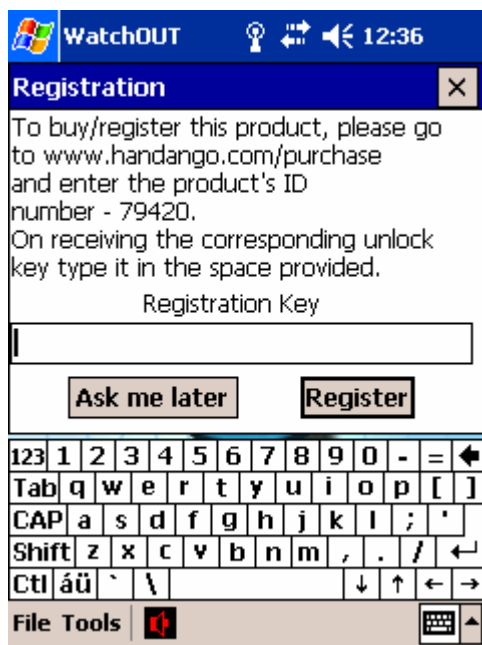 WatchOUT 12:36
Registration
To buy/register this product, please go
to www.handango.com/purchase
and enter the product's ID
number - 79420.
On receiving the corresponding unlock
key type it in the space provided.
Registration Key
Ask me later Register
123 1 2 3 4 5 6 7 8 9 0 - =
Tab q w e r t y u i o p [ ]
CAP a s d f g h j k l ; '
Shift z x c v b n m , . /
Ctl áü ` \
File Tools